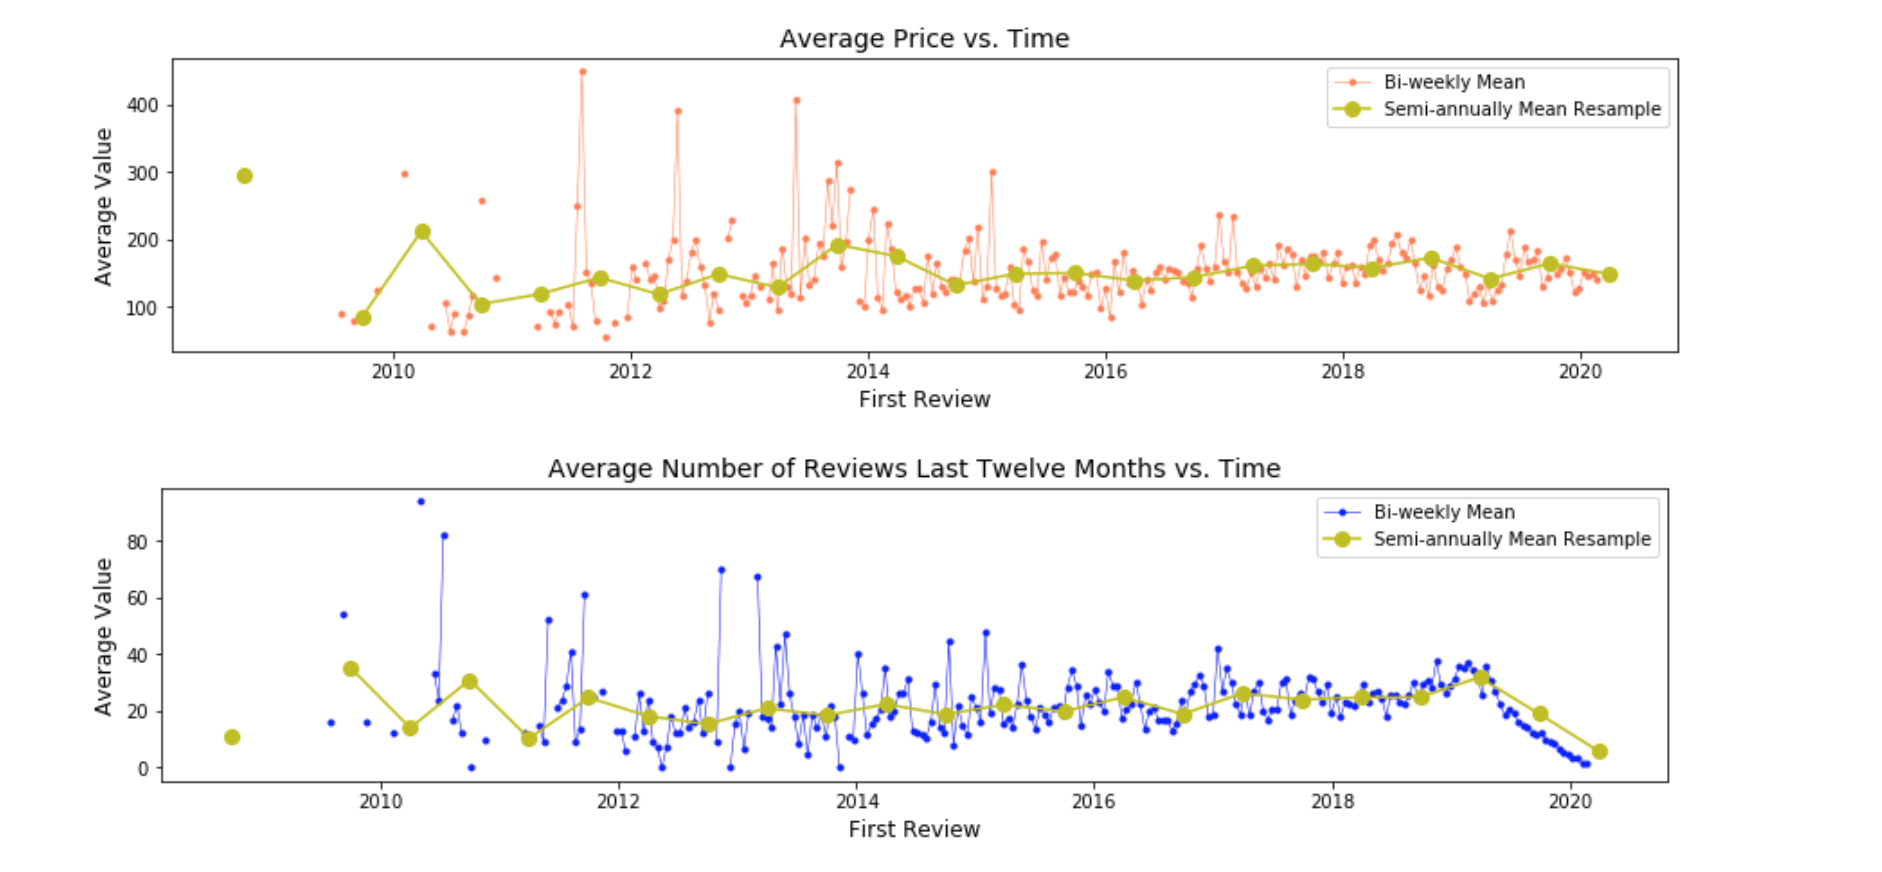 Average Price vs. Time
Bi-weekly Mean
Semi-annually Mean Resample
Average Value
400
300
200
100
2010 2012 2014 2016 2018 2020
First Review
Average Number of Reviews Last Twelve Months vs. Time
Bi-weekly Mean
Semi-annually Mean Resample
Average Value
80
60
40
20
0
2010 2012 2014 2016 2018 2020
First Review